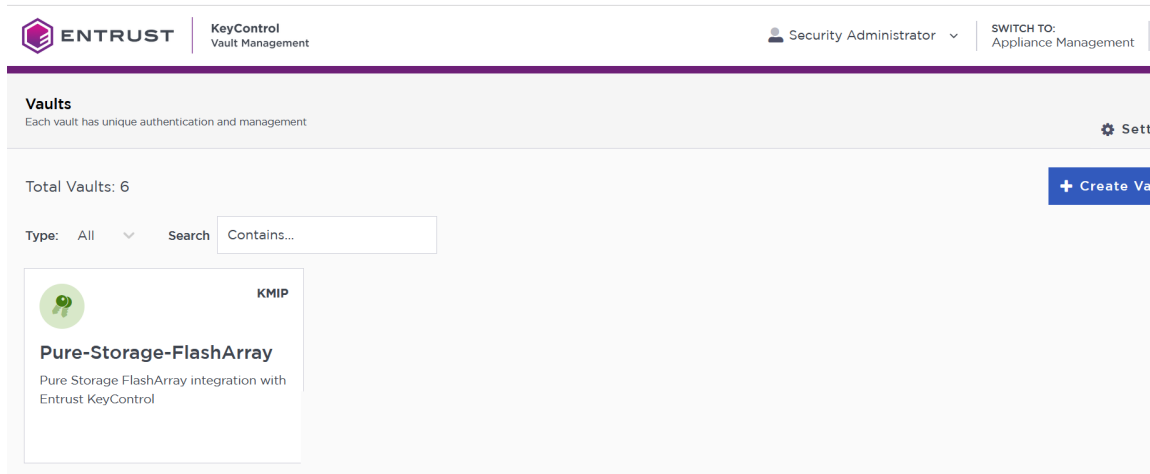 ENTRUST
KeyControl
Vault Management
Security Administrator
SWITCH TO:
Appliance Management
Vaults
Each vault has unique authentication and management
Total Vaults: 6
+ Create
Type: All
Search Contains...
KMIP
Pure-Storage-FlashArray
Pure Storage FlashArray integration with
Entrust KeyControl